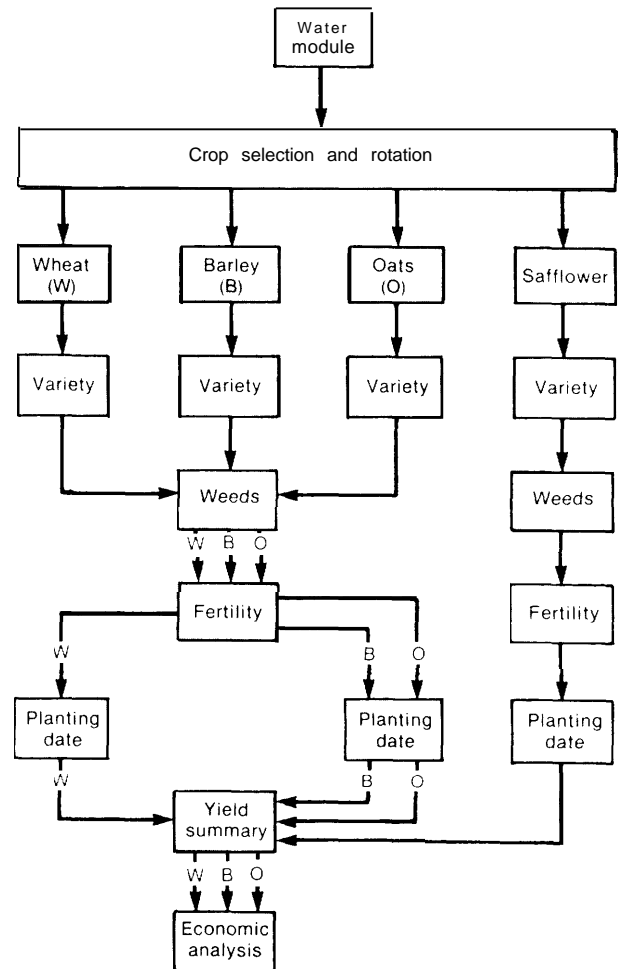 Water
module
Crop selection and rotation
Wheat
(W)
Barley
(B)
Oats
(O)
Safflower
Variety
Variety
Variety
Variety
Weeds
Weeds
W B O
Fertility
Fertility
W
B O
Planting
date
Planting
date
Planting
date
W
B O
Yield
summary
W B O
Economic
analysis